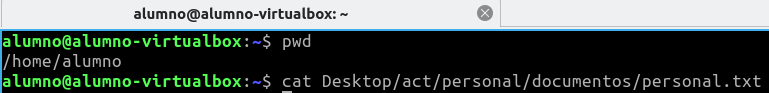 alumno@alumno-virtualbox: ~
alumno@alumno-virtualbox:~$ pwd
/home/alumno
alumno@alumno-virtualbox:~$ cat Desktop/act/personal/documentos/personal.txt